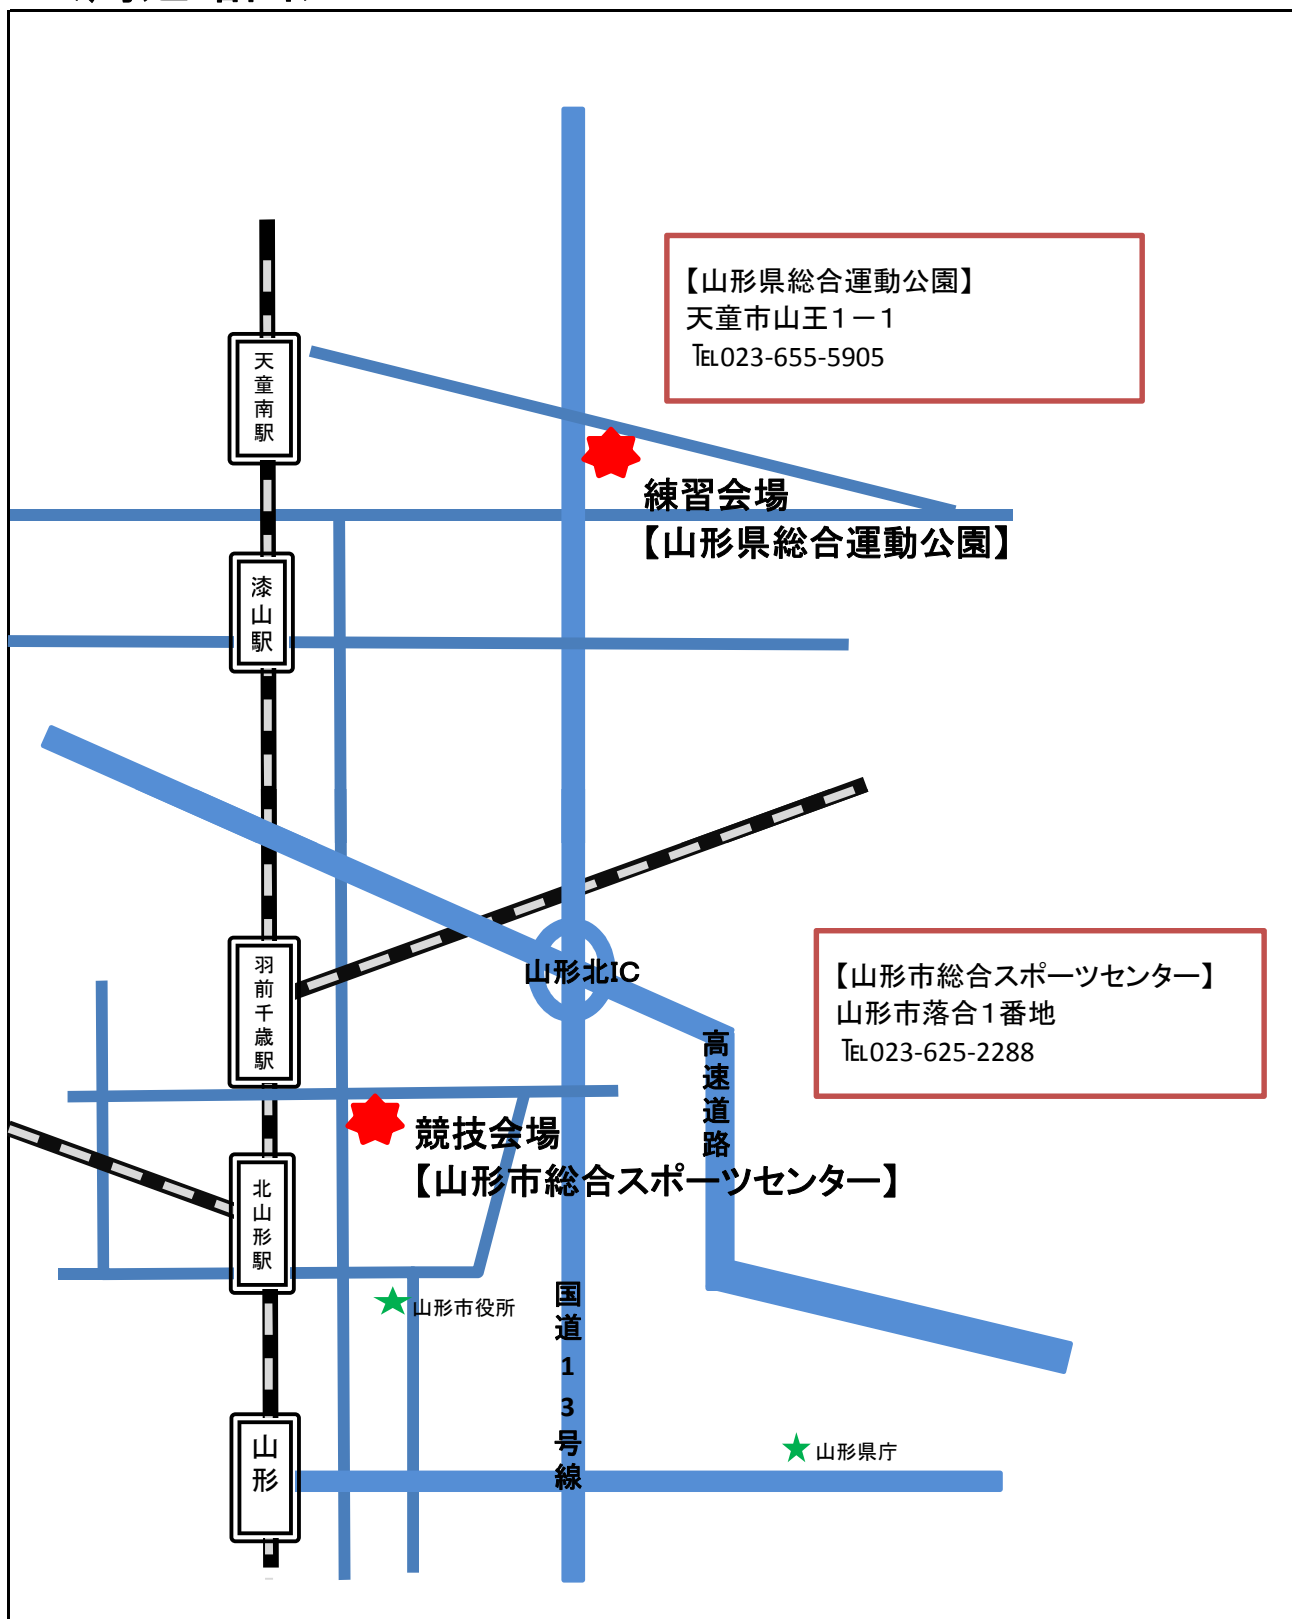 【山形県総合運動公園】
天童市山王1-1
℡023-655-5905
天童南駅
練習会場
【山形県総合運動公園】
漆山駅
羽前千歳駅
山形北IC
【山形市総合スポーツセンター】
山形市落合1番地
℡023-625-2288
高速道路
競技会場
【山形市総合スポーツセンター】
北山形駅
山形市役所
国道13号線
山形県庁
山形